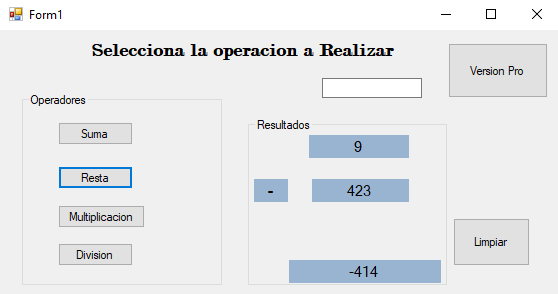 Form1
Selecciona la operacion a Realizar
Version Pro
Operadores
Suma
Resta
Multiplicacion
Division
Resultados
9
- 423
-414
Limpiar